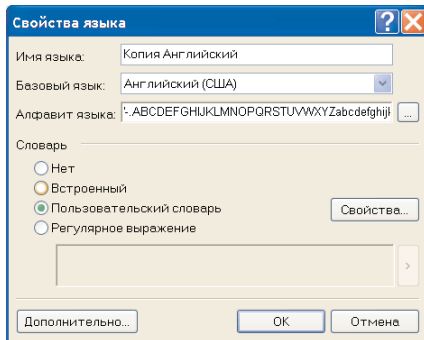 Свойства языка
Имя языка: Копия Английский
Базовый язык: Английский (США)
Алфавит языка: '-.ABCDEFGHIJKLMNOPQRSTUVWXYZabcdefghijl ...
Словарь
Нет
Встроенный
Пользовательский словарь Свойства...
Регулярное выражение
>
Дополнительно... OK Отмена